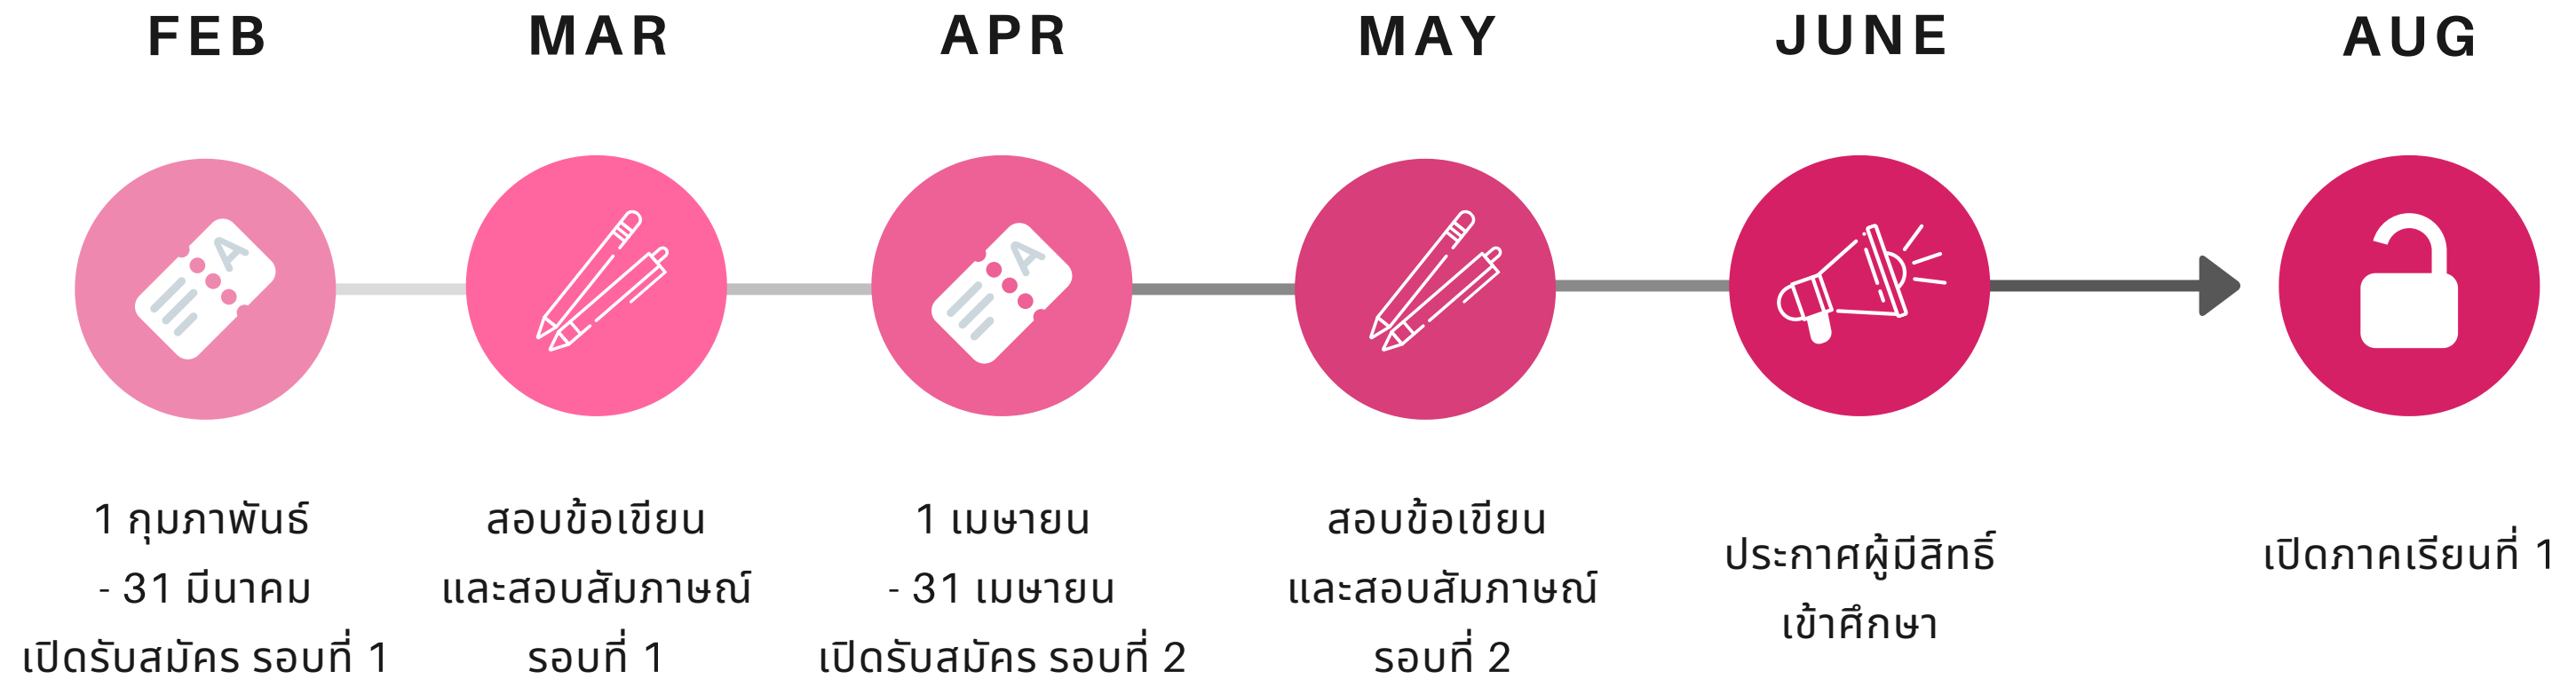 FEB
1 กุมภาพันธ์
- 31 มีนาคม
เปิดรับสมัคร รอบที่ 1
MAR
สอบข้อเขียน
และสอบสัมภาษณ์
รอบที่ 1
APR
1 เมษายน
- 31 เมษายน
เปิดรับสมัคร รอบที่ 2
MAY
สอบข้อเขียน
และสอบสัมภาษณ์
รอบที่ 2
JUNE
ประกาศผู้มีสิทธิ์
เข้าศึกษา
AUG
เปิดภาคเรียนที่ 1
A
A